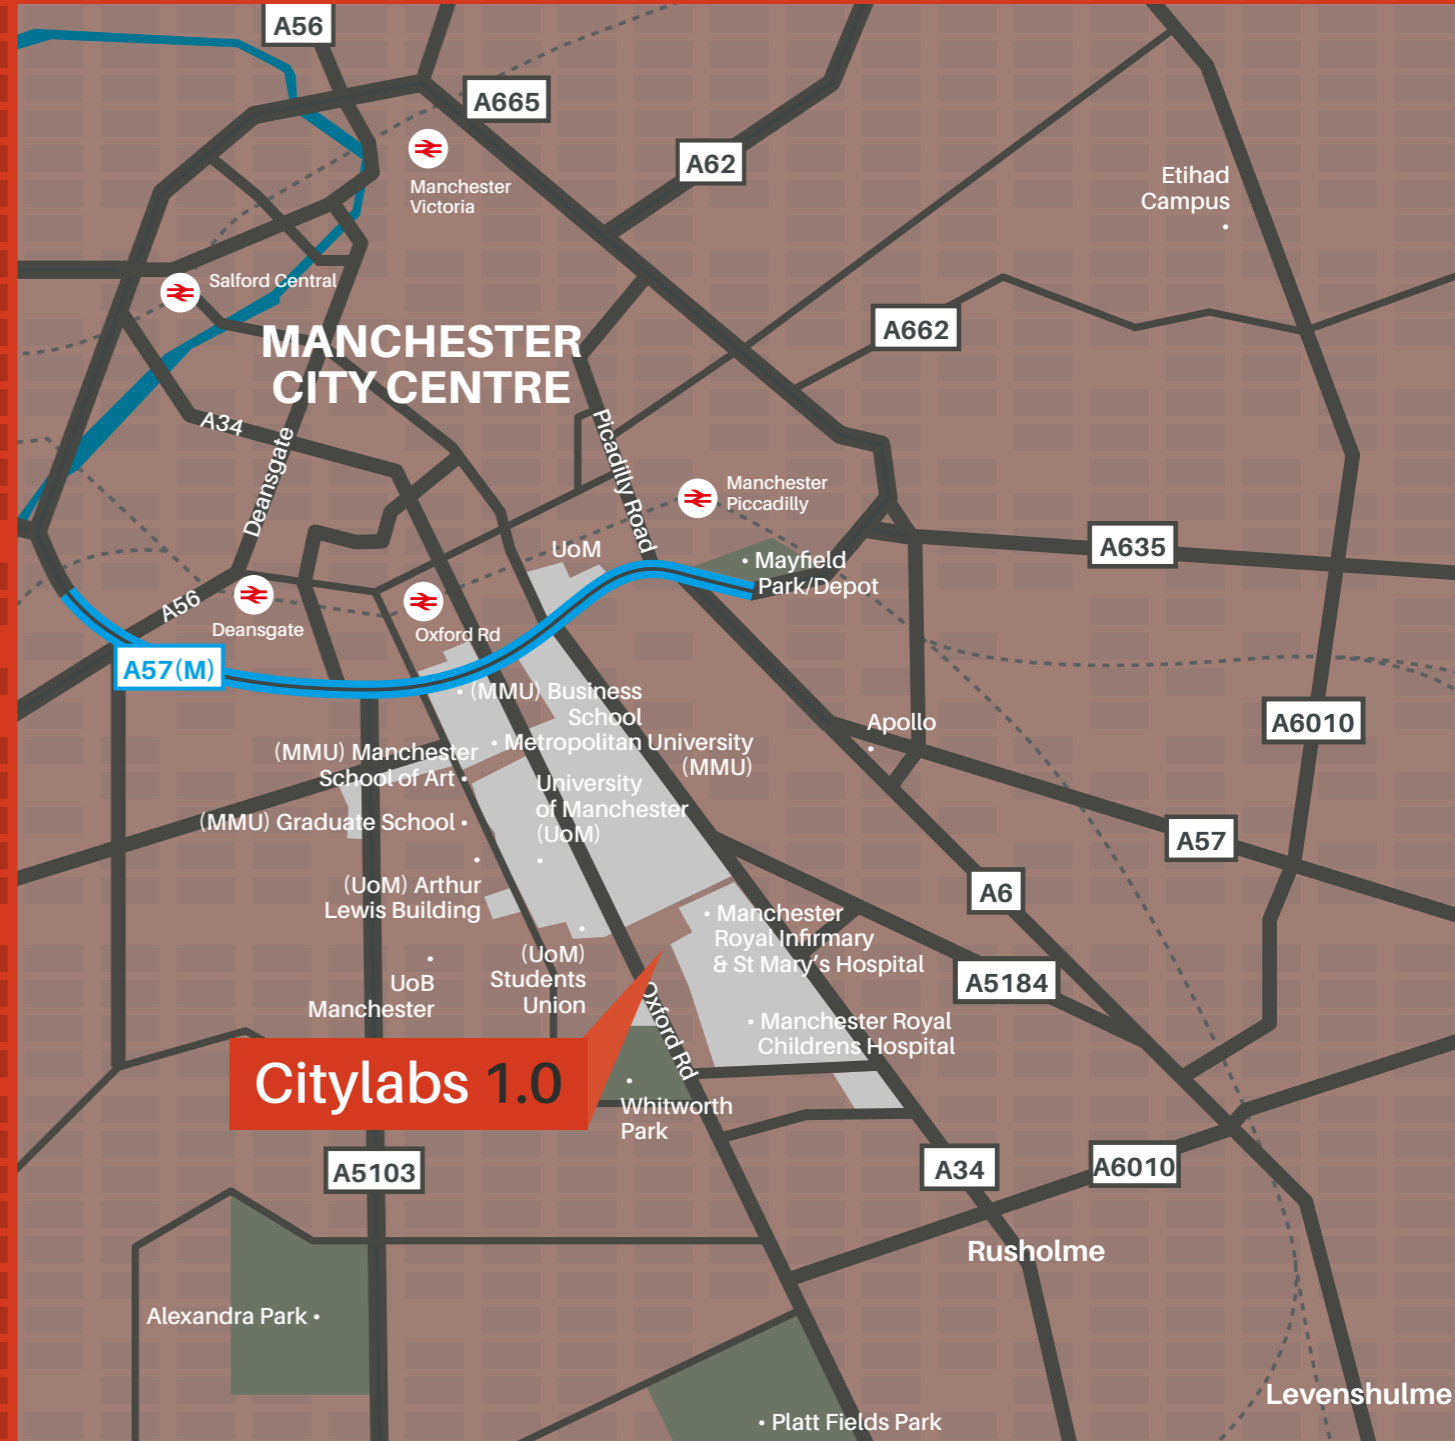 A56
A665
A62
Manchester
Victoria
Etihad
Campus
Salford Central
A662
MANCHESTER
CITY CENTRE
A34
Deansgate
Picadilly Road
Manchester
Piccadilly
A635
UoM
Mayfield
Park/Depot
A56
Deansgate
Oxford Rd
A57(M)
(MMU) Business
School
A6010
Apollo
Metropolitan University
(MMU)
(MMU) Manchester
School of Art
University
of Manchester
(UoM)
(MMU) Graduate School
A57
(UoM) Arthur
Lewis Building
A6
Manchester
Royal Infirmary
& St Mary's Hospital
(UoM)
Students
Union
UoB
Manchester
A5184
Oxford Rd
Manchester Royal
Childrens Hospital
Citylabs 1.0
Whitworth
Park
A5103
A34
A6010
Rusholme
Alexandra Park
Levenshulme
Platt Fields Park